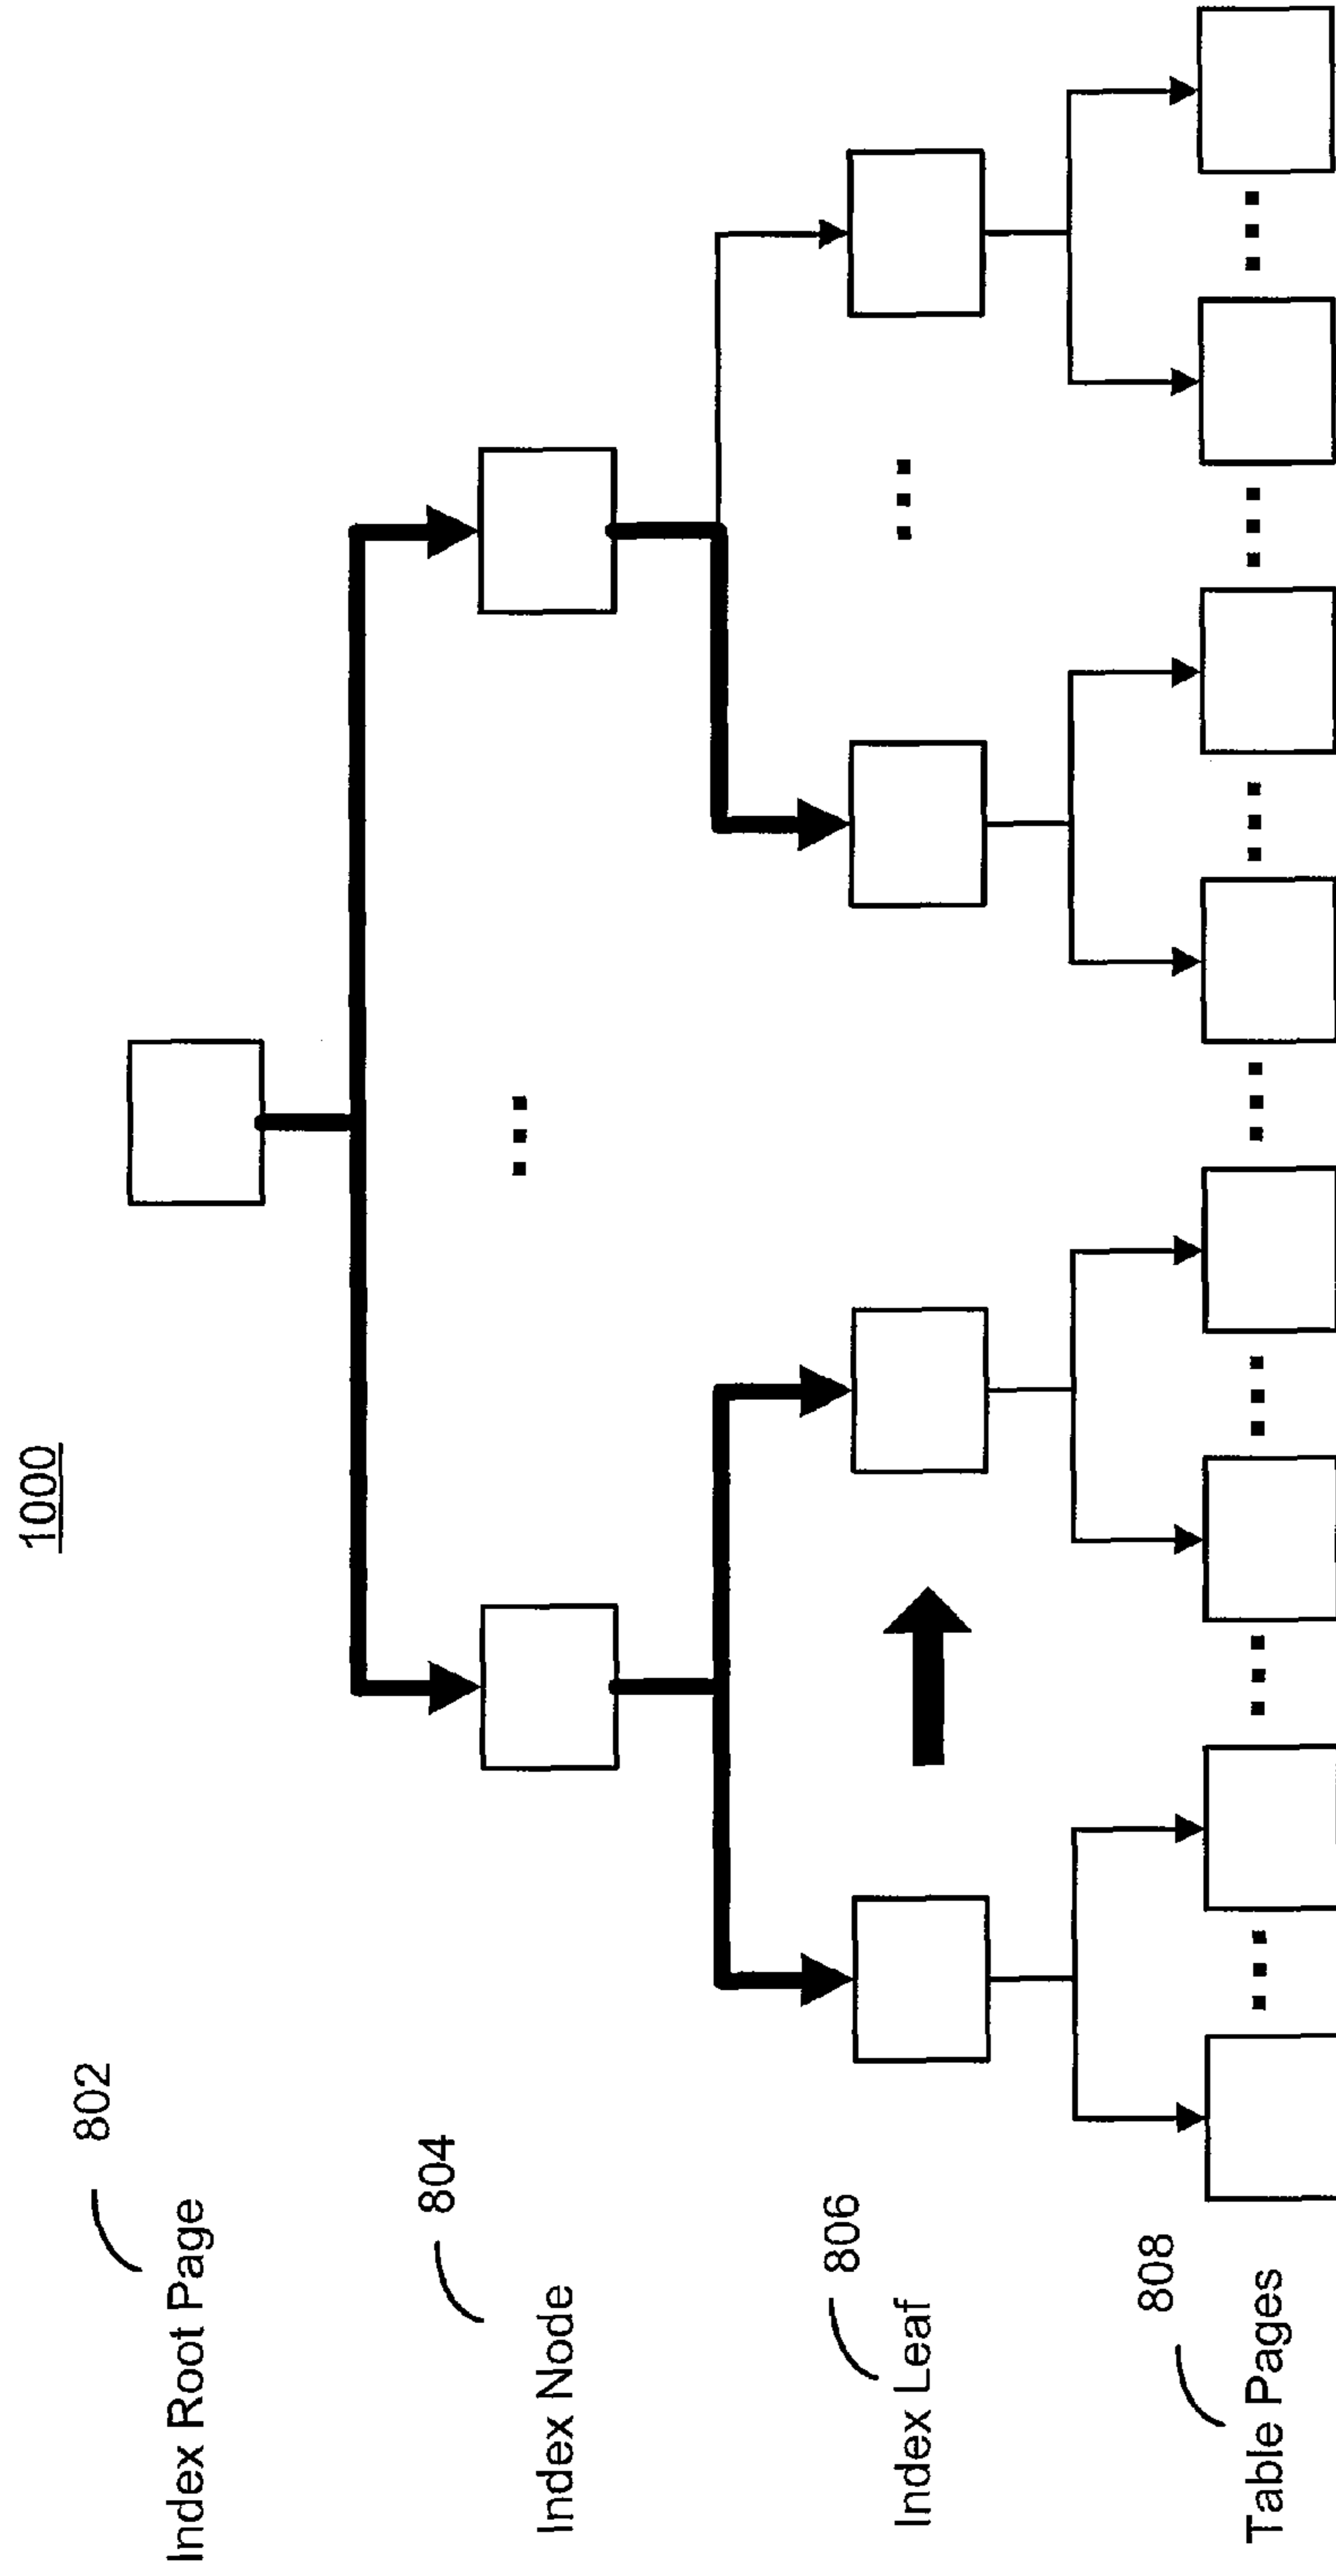 1000
802
Index Root Page
804
Index Node
806
Index Leaf
808
Table Pages